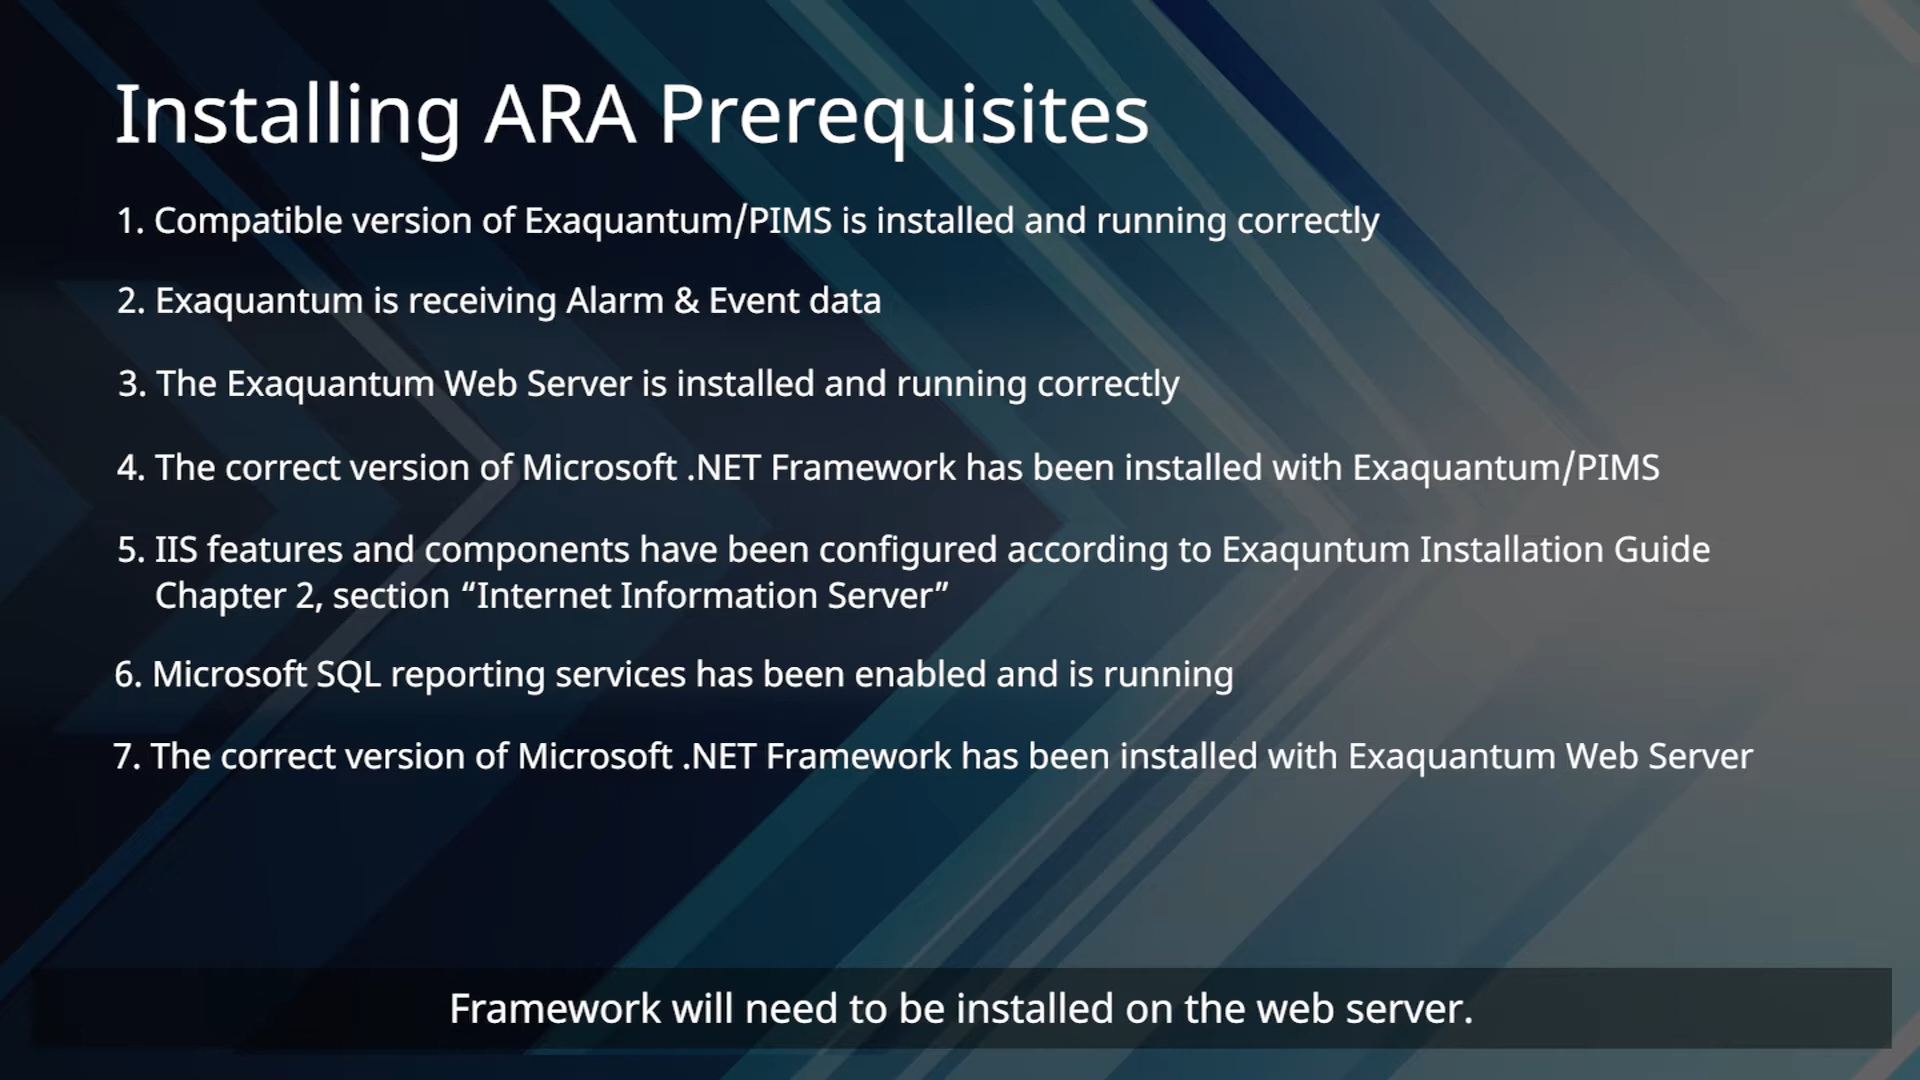 Installing ARA Prerequisites
1. Compatible version of Exaquantum/PIMS is installed and running correctly
2. Exaquantum is receiving Alarm & Event data
3. The Exaquantum Web Server is installed and running correctly
4. The correct version of Microsoft .NET Framework has been installed with Exaquantum/PIMS
5. IIS features and components have been configured according to Exaquntum Installation Guide
Chapter 2, section “Internet Information Server”
6. Microsoft SQL reporting services has been enabled and is running
7. The correct version of Microsoft .NET Framework has been installed with Exaquantum Web Server
Framework will need to be installed on the web server.